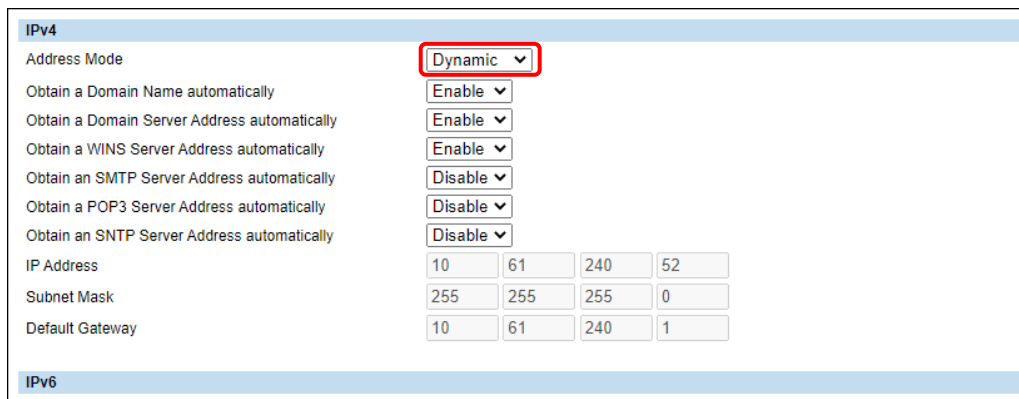 IPv4
Address Mode Dynamic
Obtain a Domain Name automatically Enable
Obtain a Domain Server Address automatically Enable
Obtain a WINS Server Address automatically Enable
Obtain an SMTP Server Address automatically Disable
Obtain a POP3 Server Address automatically Disable
Obtain an SNTP Server Address automatically Disable
IP Address 10 61 240 52
Subnet Mask 255 255 255 0
Default Gateway 10 61 240 1
IPv6